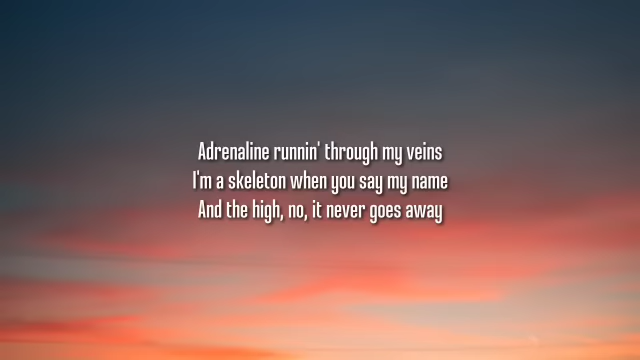 Adrenaline runnin' through my veins
I'm a skeleton when you say my name
And the high, no, it never goes away